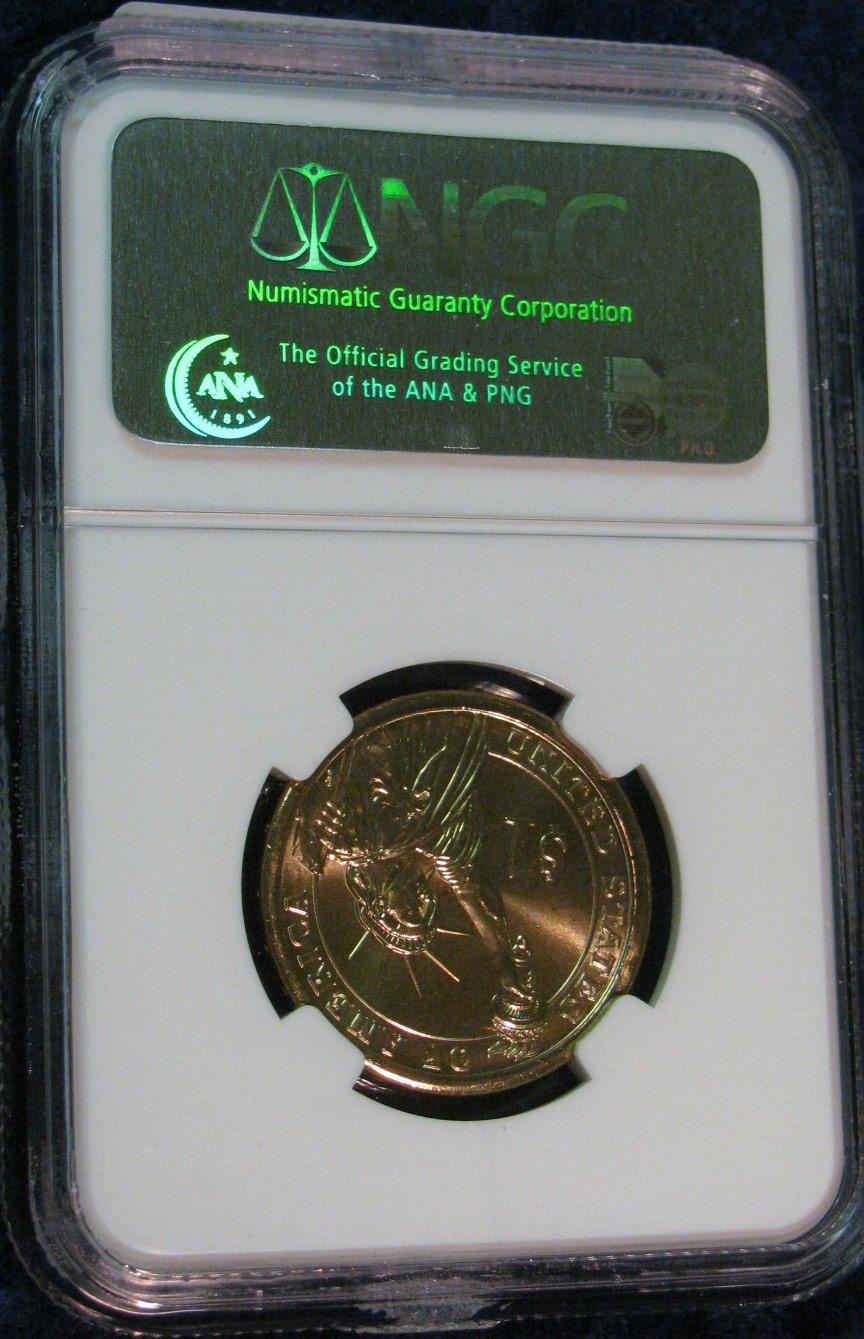 NGC
Numismatic Guaranty Corporation
The Official Grading Service
of the ANA & PNG
ANA
1891
P.N.G.
UNITED STATES OF AMERICA
$1